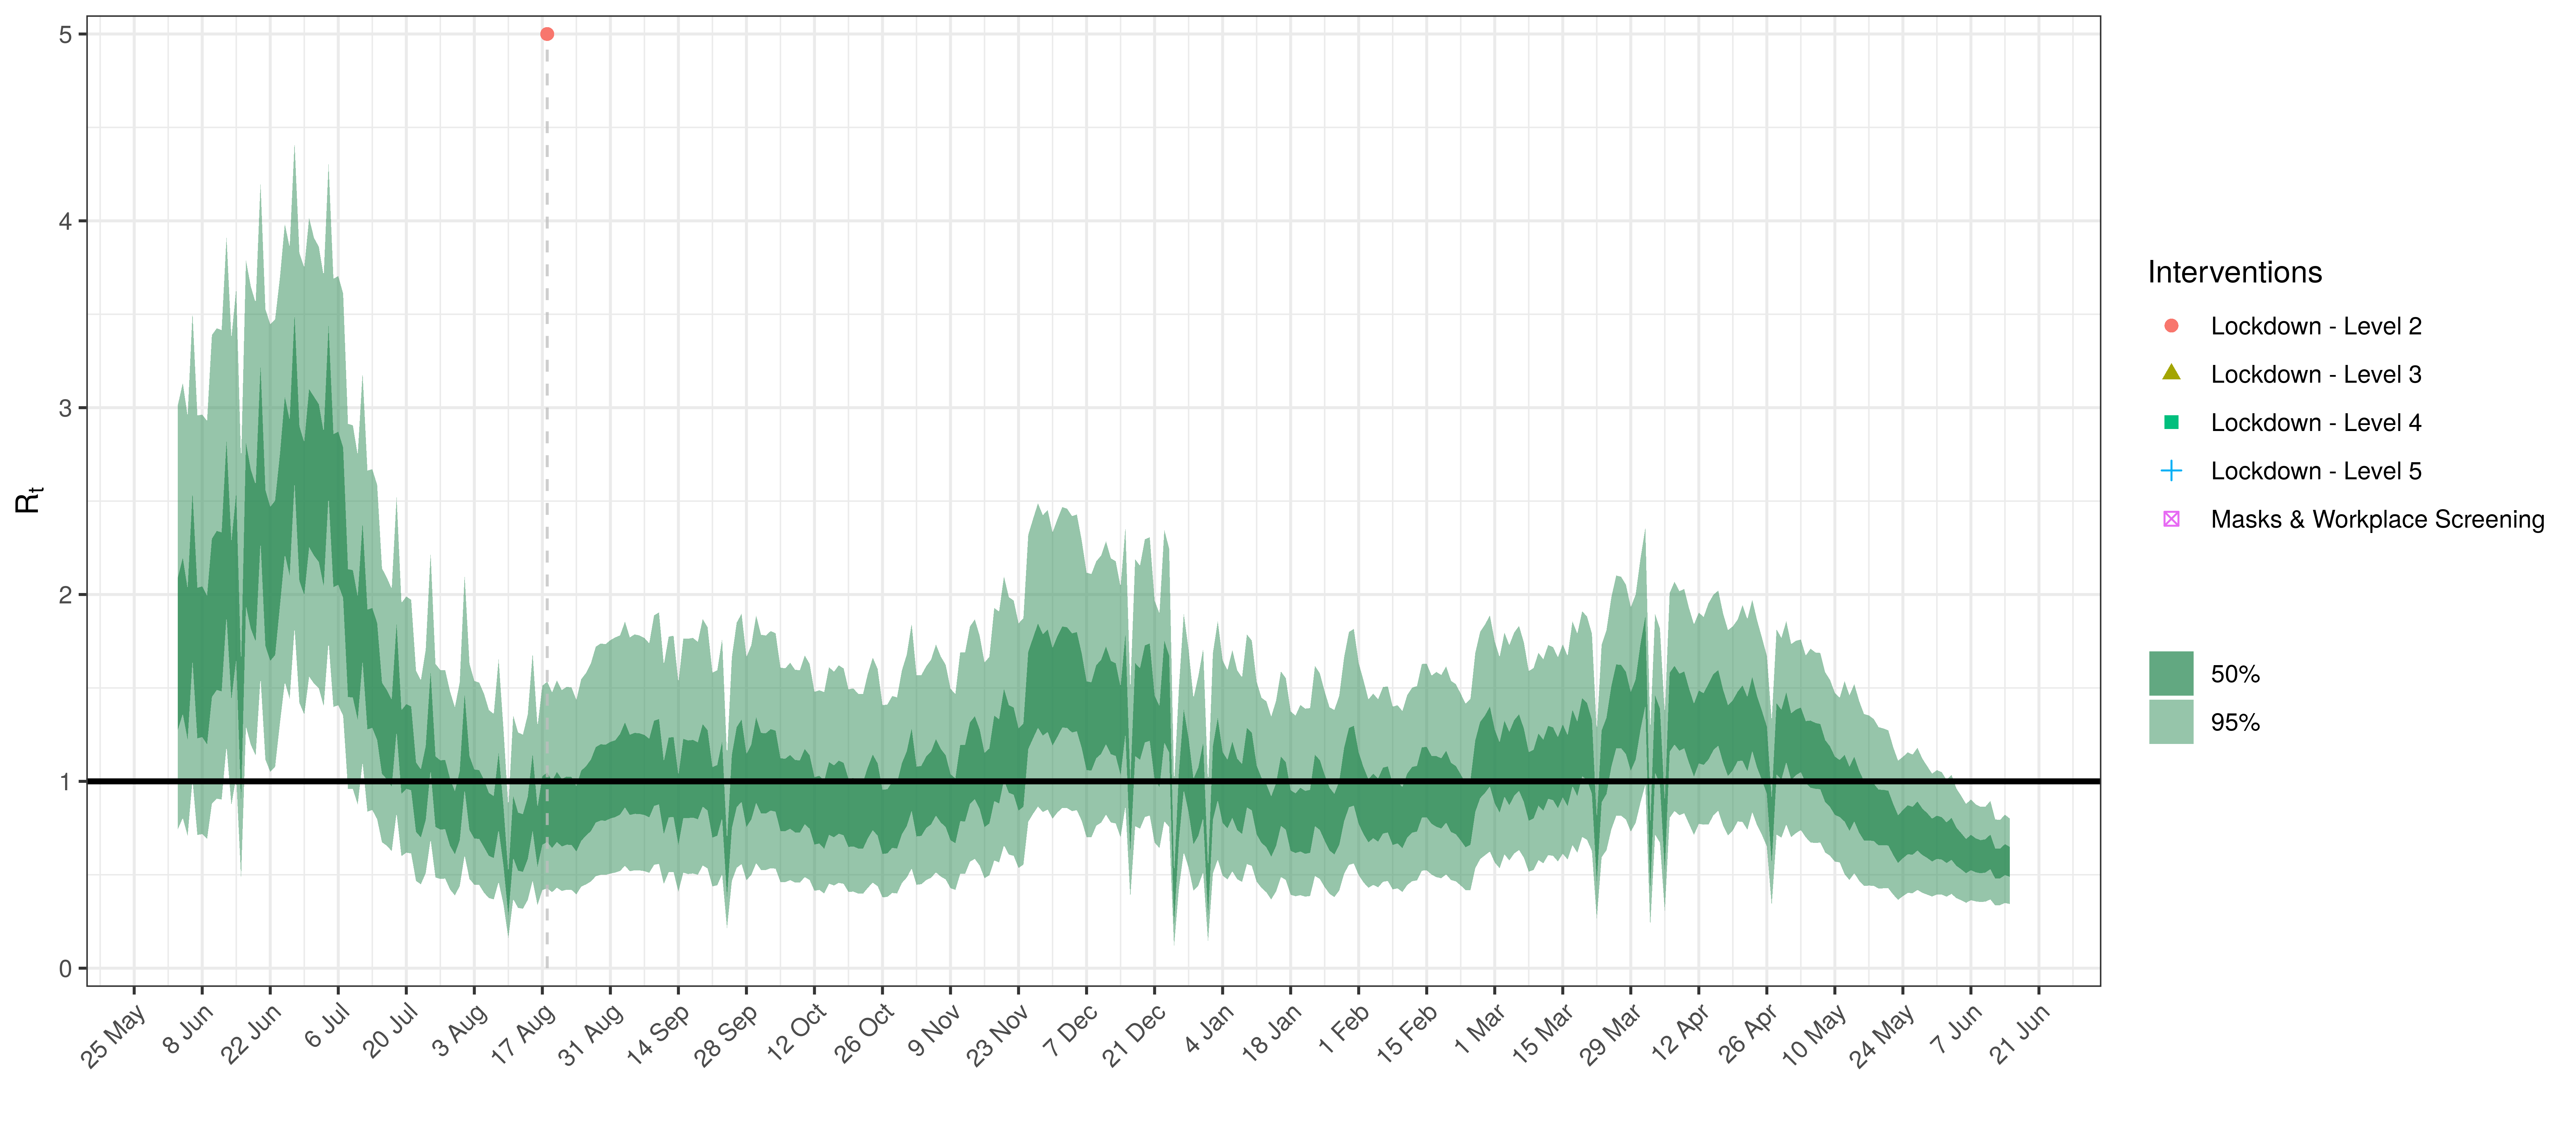 5
4
3
2
1
0
Rt
25 May
8 Jun
22 Jun
6 Jul
20 Jul
3 Aug
17 Aug
31 Aug
14 Sep
28 Sep
12 Oct
26 Oct
9 Nov
23 Nov
7 Dec
21 Dec
4 Jan
18 Jan
1 Feb
15 Feb
1 Mar
15 Mar
29 Mar
12 Apr
26 Apr
10 May
24 May
7 Jun
21 Jun
Interventions
Lockdown - Level 2
Lockdown - Level 3
Lockdown - Level 4
Lockdown - Level 5
Masks & Workplace Screening
50%
95%